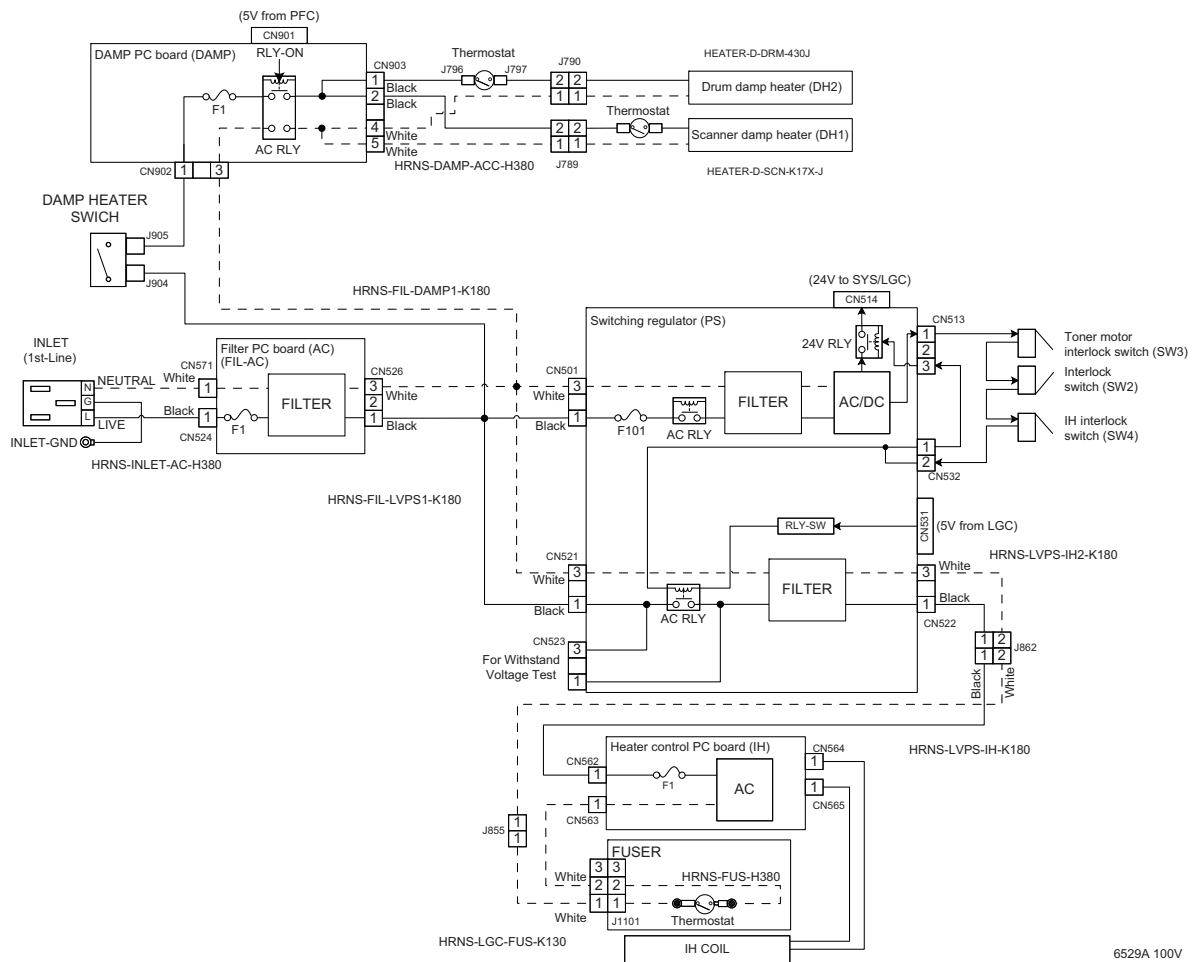 (5V from PFC)
CN901
DAMP PC board (DAMP)
RLY-ON
CN903
Thermostat
J796
J797
J790
HEATER-D-DRM-430J
1
Black
2
Black
2 2
1 1
Drum damp heater (DH2)
F1
Thermostat
4
White
5
White
2 2
1 1
Scanner damp heater (DH1)
AC RLY
HRNS-DAMP-ACC-H380
J789
HEATER-D-SCN-K17X-J
CN902
1
3
DAMP HEATER
SWICH
J905
J904
HRNS-FIL-DAMP1-K180
(24V to SYS/LGC)
CN514
Switching regulator (PS)
CN513
24V RLY
1
2
3
Toner motor
interlock switch (SW3)
Interlock
switch (SW2)
IH interlock
switch (SW4)
INLET
(1st-Line)
Filter PC board (AC)
(FIL-AC)
CN571
CN526
CN501
NEUTRAL
White
1
N
G
L
FILTER
3
White
2
1
Black
3
White
1
Black
FILTER
AC/DC
Black
1
F1
LIVE
CN524
F101
AC RLY
INLET-GND
HRNS-INLET-AC-H380
1
2
CN532
HRNS-FIL-LVPS1-K180
RLY-SW
CN531
(5V from LGC)
HRNS-LVPS-IH2-K180
CN521
3
White
FILTER
3
White
Black
1
AC RLY
1
Black
CN522
CN523
3
For Withstand
Voltage Test
1
1 2
1 2
J862
Black
White
Heater control PC board (IH)
CN564
HRNS-LVPS-IH-K180
CN562
1
F1
AC
1
1
CN565
1
CN563
J855
1
1
FUSER
3 3
White
2 2
HRNS-FUS-H380
1 1
White
J1101
Thermostat
HRNS-LGC-FUS-K130
IH COIL
6529A 100V